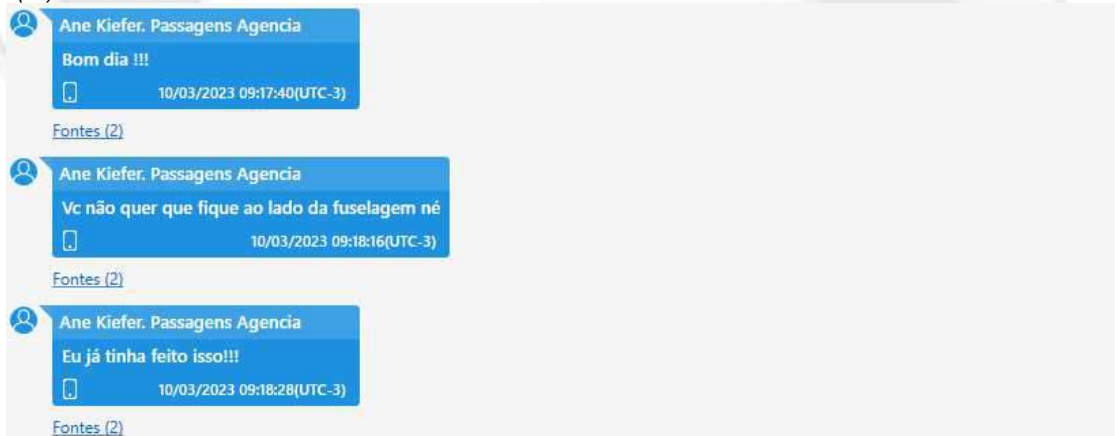 Ane Kiefer. Passagens Agencia
Bom dia !!!
10/03/2023 09:17:40(UTC-3)
Fontes (2)
Ane Kiefer. Passagens Agencia
Vc não quer que fique ao lado da fuselagem né
10/03/2023 09:18:16(UTC-3)
Fontes (2)
Ane Kiefer. Passagens Agencia
Eu já tinha feito isso!!!
10/03/2023 09:18:28(UTC-3)
Fontes (2)